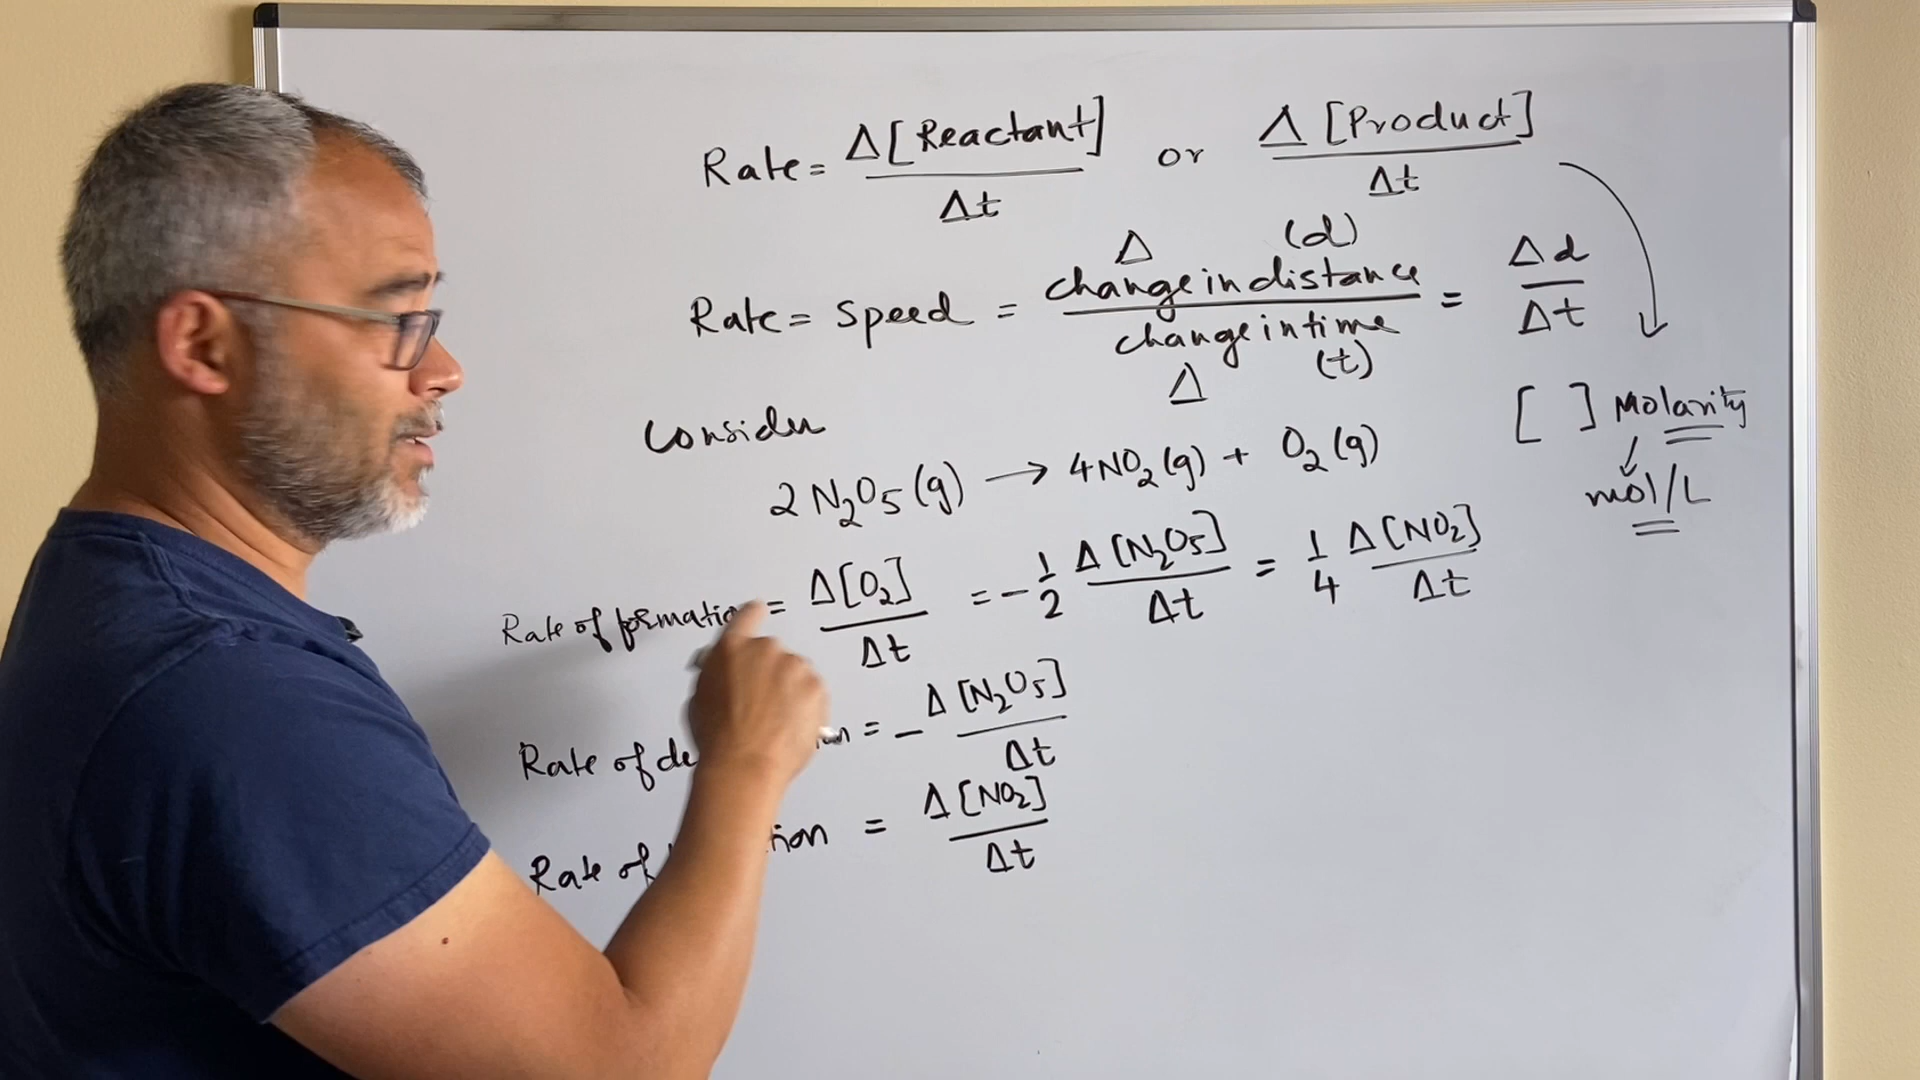 Rate = Δ[Reactant] / Δt or Δ[Product] / Δt
Δ (d)
Rate = Speed = change in distance / change in time = Δd / Δt
Δ (t)
[ ] Molarity
mol/L
Consider
2 N₂O₅ (g) → 4NO₂ (g) + O₂ (g)
Rate of formation = Δ[O₂] / Δt = - 1/2 Δ[N₂O₅] / Δt = 1/4 Δ[NO₂] / Δt
Rate of = - Δ[N₂O₅] / Δt
Rate of = Δ[NO₂] / Δt